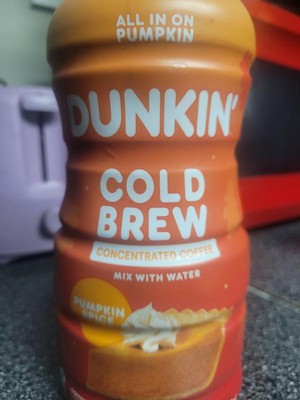 ALL IN ON
PUMPKIN
DUNKIN'
COLD
BREW
CONCENTRATED COFFEE
MIX WITH WATER
PUMPKIN
SPICE